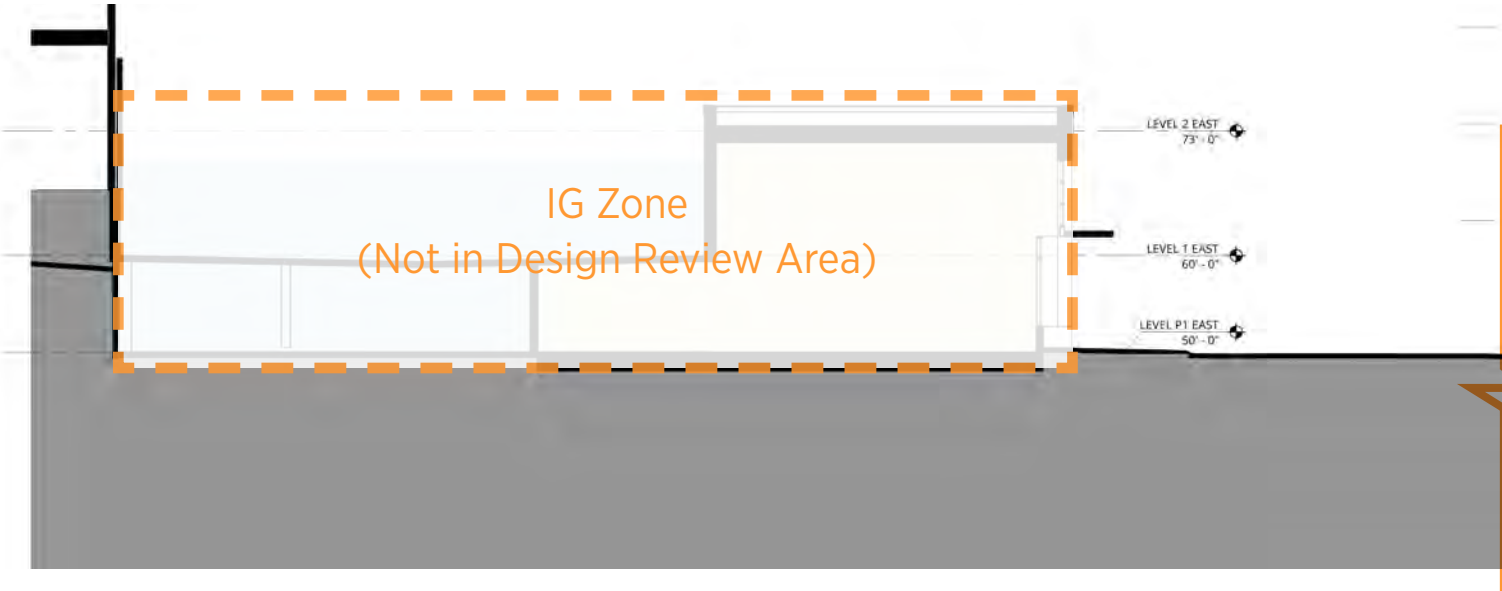 LEVEL 2 EAST
73' - 0"
IG Zone
(Not in Design Review Area)
LEVEL 1 EAST
60' - 0"
LEVEL P1 EAST
50' - 0"